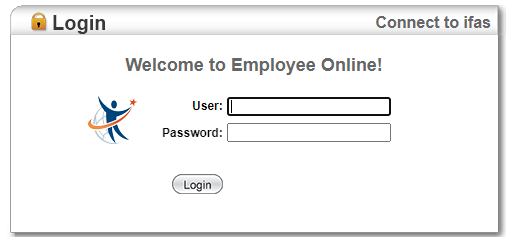 Login
Connect to ifas
Welcome to Employee Online!
User:
Password:
Login